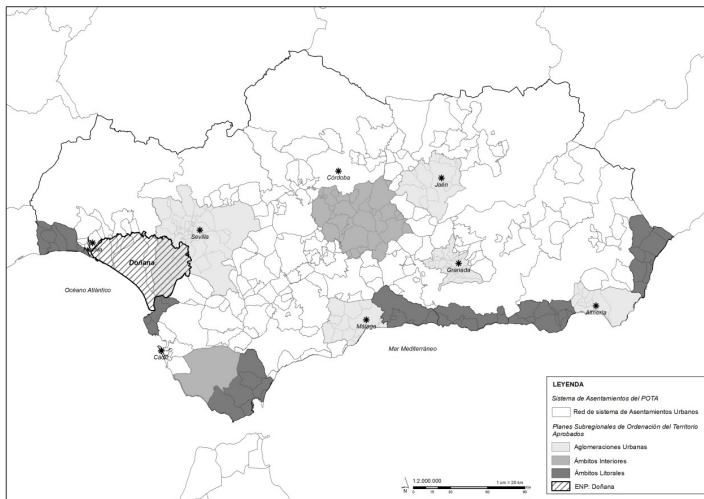 Córdoba
Jaén
Sevilla
Doñana
Granada
Océano Atlántico
Málaga
Almería
Mar Mediterráneo
Cádiz
LEYENDA
Sistema de Asentamientos del POTA
Red de sistema de Asentamientos Urbanos
Planes Subregionales de Ordenación del Territorio
Aprobados
Aglomeraciones Urbanas
Ámbitos Interiores
Ámbitos Litorales
ENP: Doñana
1:2.000.000
1 cm = 20 km
N